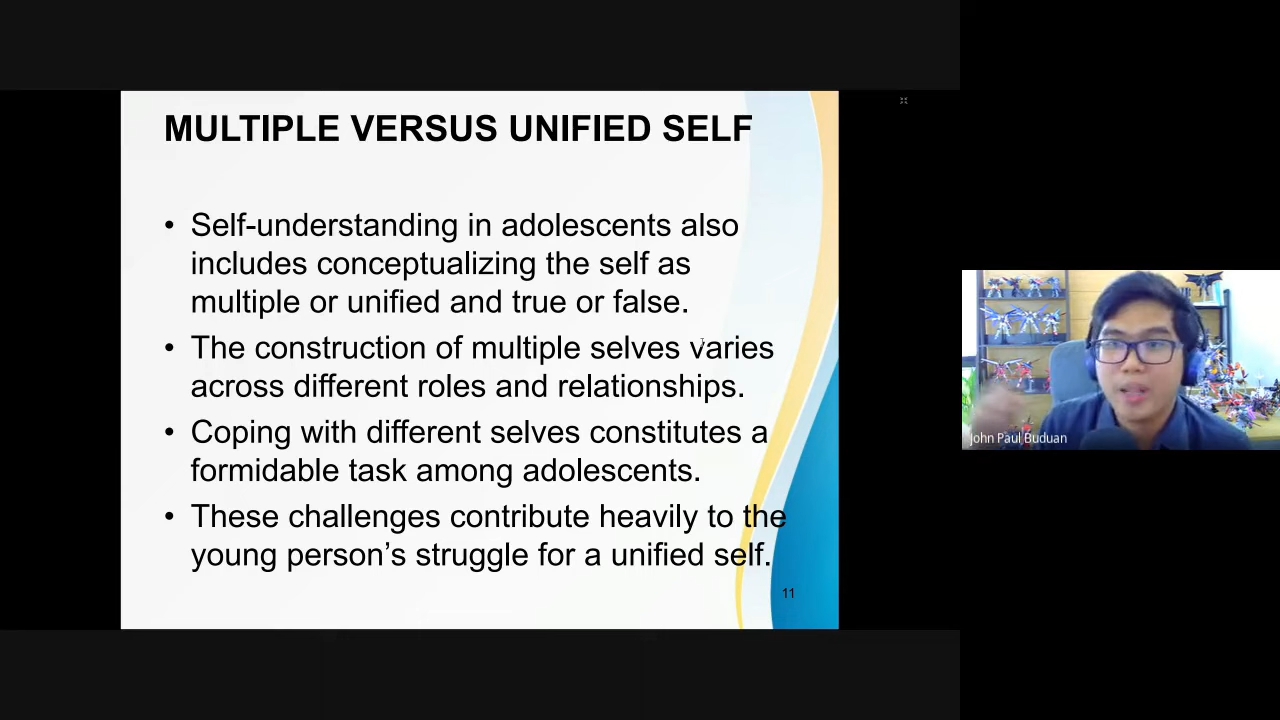 MULTIPLE VERSUS UNIFIED SELF
• Self-understanding in adolescents also
includes conceptualizing the self as
multiple or unified and true or false.
• The construction of multiple selves varies
across different roles and relationships.
• Coping with different selves constitutes a
formidable task among adolescents.
• These challenges contribute heavily to the
young person’s struggle for a unified self.
11
John Paul Buduan